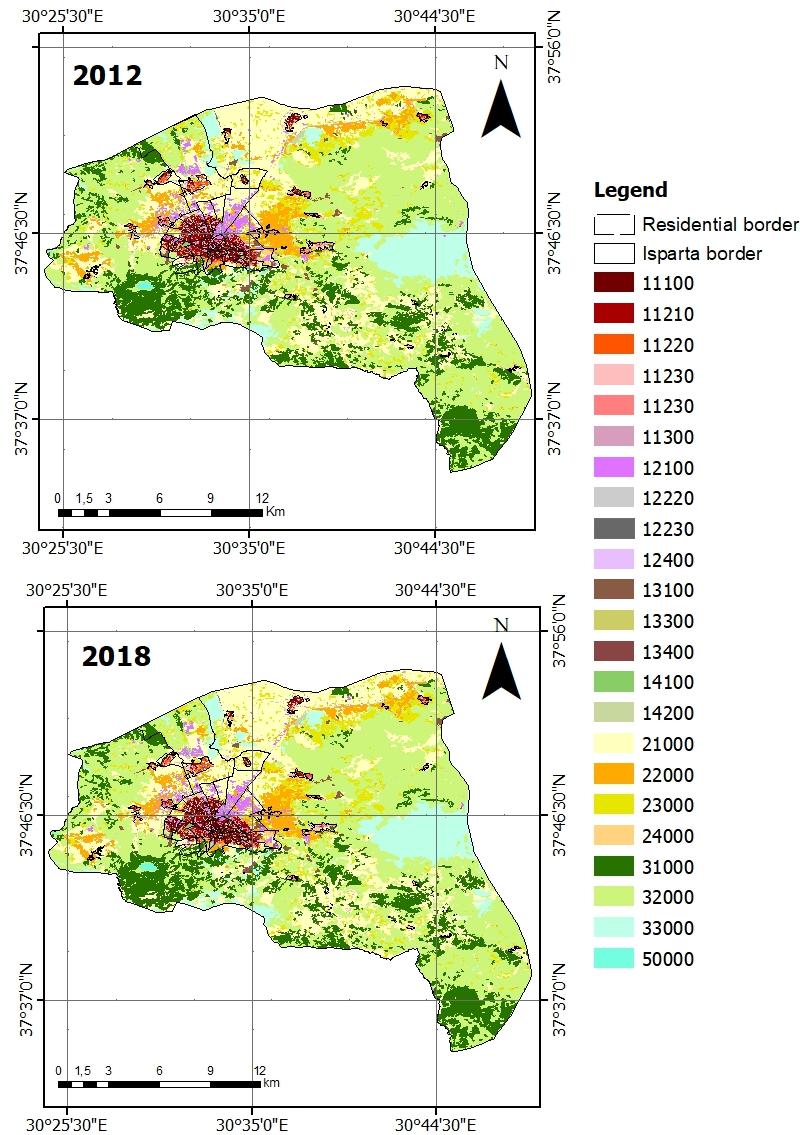 30°25'30"E 30°35'0"E 30°44'30"E
2012
N
37°56'0"N
37°46'30"N 37°46'30"N
37°37'0"N 37°37'0"N
0 1,5 3 6 9 12
Km
30°25'30"E 30°35'0"E 30°44'30"E
30°25'30"E 30°35'0"E 30°44'30"E
2018
N
37°56'0"N
37°46'30"N 37°46'30"N
37°37'0"N 37°37'0"N
0 1,5 3 6 9 12
km
30°25'30"E 30°35'0"E 30°44'30"E
Legend
Residential border
Isparta border
11100
11210
11220
11230
11230
11300
12100
12220
12230
12400
13100
13300
13400
14100
14200
21000
22000
23000
24000
31000
32000
33000
50000